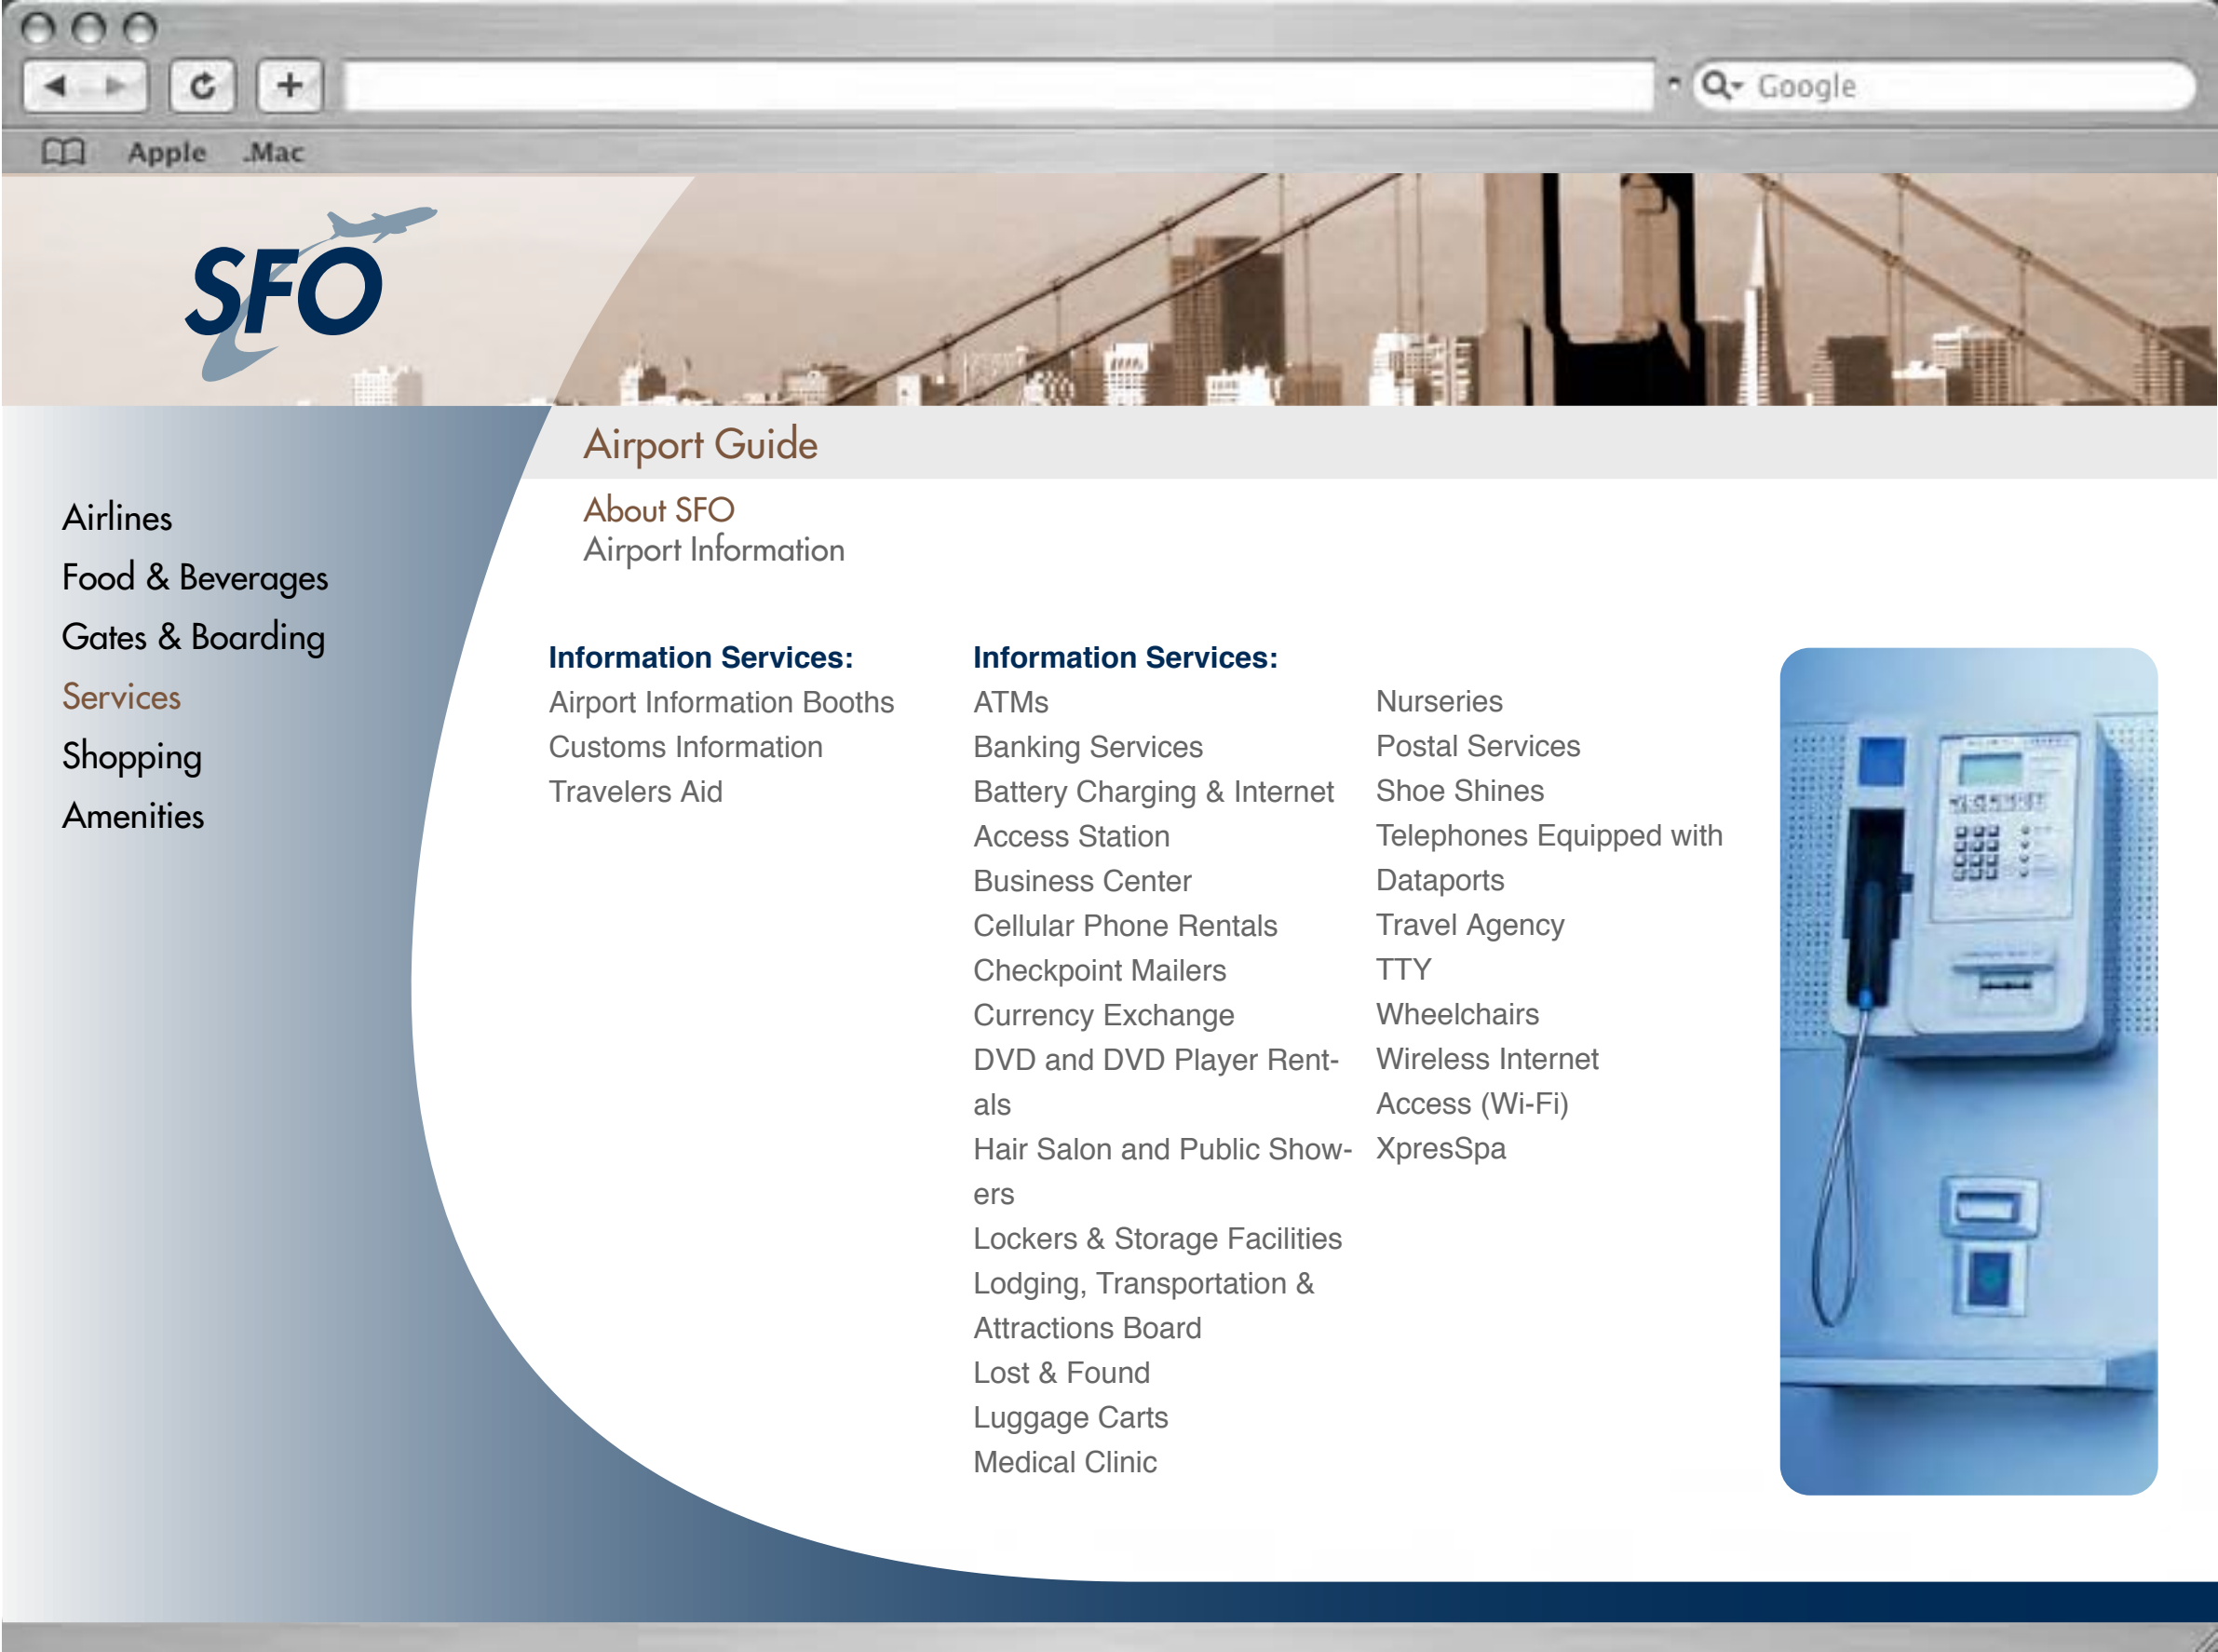 Google
Apple .Mac
SFO
Airport Guide
About SFO
Airport Information
Airlines
Food & Beverages
Gates & Boarding
Services
Shopping
Amenities
Information Services:
Airport Information Booths
Customs Information
Travelers Aid
Information Services:
ATMs
Banking Services
Battery Charging & Internet
Access Station
Business Center
Cellular Phone Rentals
Checkpoint Mailers
Currency Exchange
DVD and DVD Player Rent-
als
Hair Salon and Public Show-
ers
Lockers & Storage Facilities
Lodging, Transportation &
Attractions Board
Lost & Found
Luggage Carts
Medical Clinic
Nurseries
Postal Services
Shoe Shines
Telephones Equipped with
Dataports
Travel Agency
TTY
Wheelchairs
Wireless Internet
Access (Wi-Fi)
XpresSpa